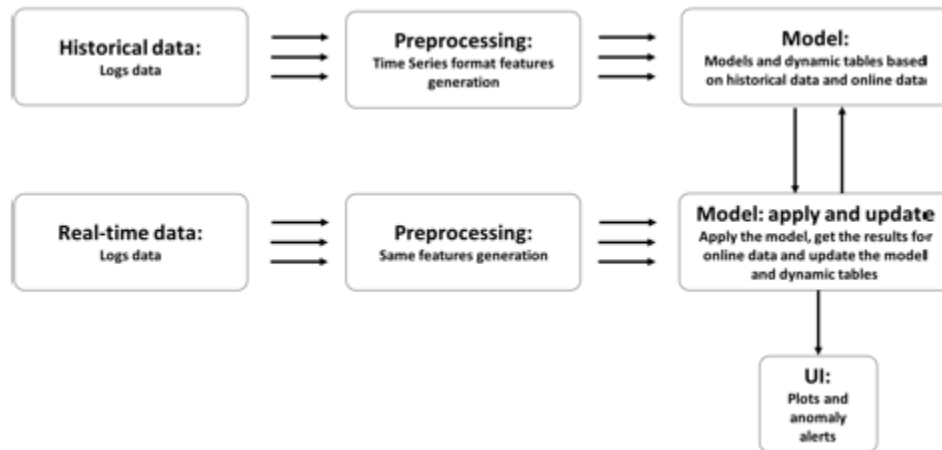 Historical data:
Logs data
Preprocessing:
Time Series format features
generation
Model:
Models and dynamic tables based
on historical data and online data
Real-time data:
Logs data
Preprocessing:
Same features generation
Model: apply and update
Apply the model, get the results for
online data and update the model
and dynamic tables
UI:
Plots and
anomaly
alerts